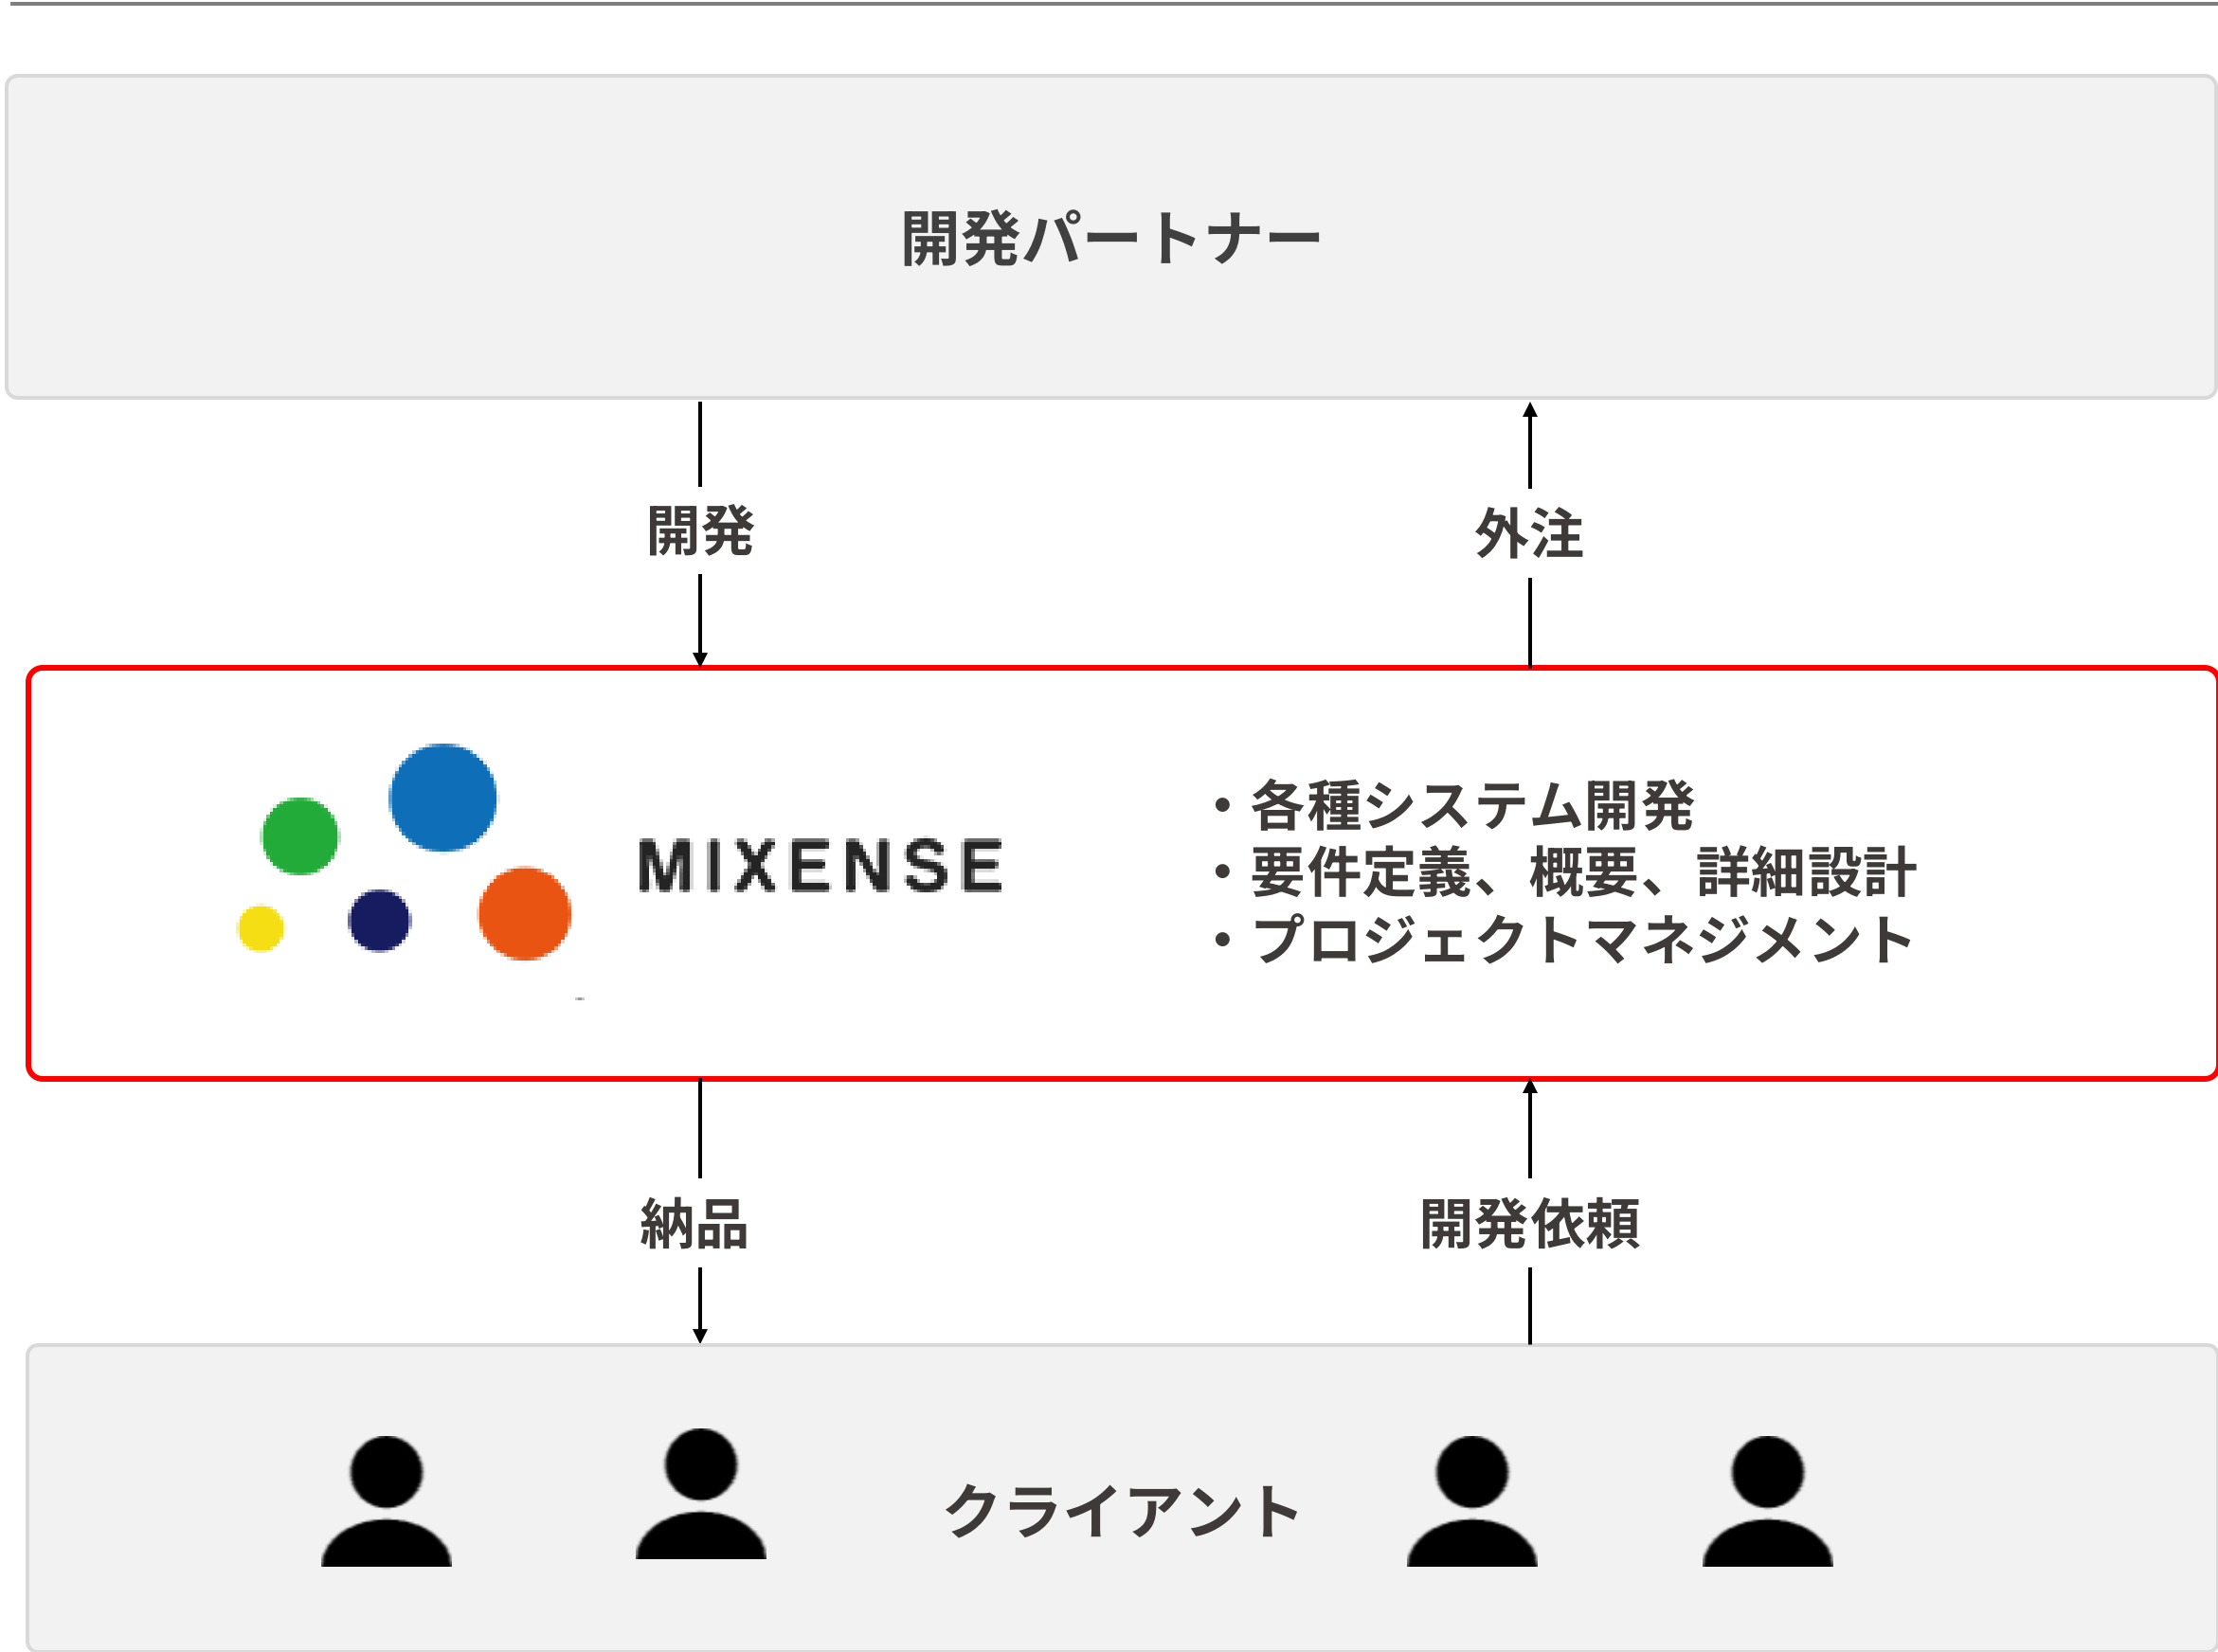 開発パートナー
開発
外注
MIXENSE
・各種システム開発
・要件定義、概要、詳細設計
・プロジェクトマネジメント
納品
開発依頼
クライアント